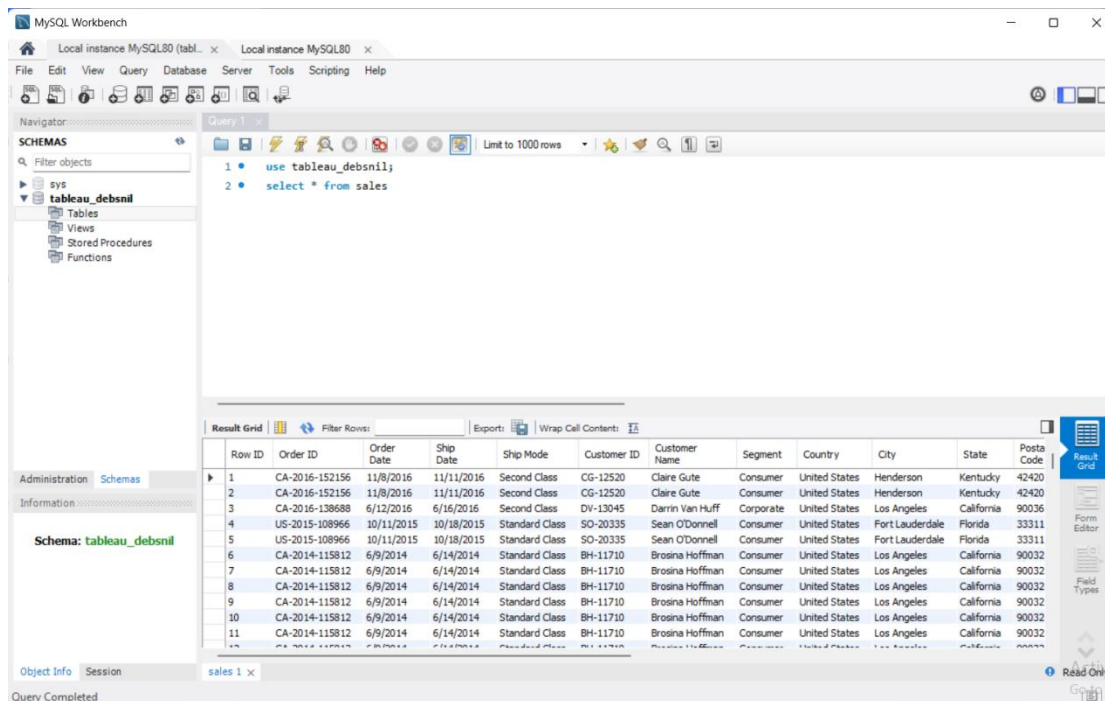 MySQL Workbench
Local instance MySQL80 (tabl.. x Local instance MySQL80 x
File Edit View Query Database Server Tools Scripting Help
Navigator
Query 1 x
SCHEMAS
Limit to 1000 rows
Filter objects
1 use tableau_debsnil;
2 select * from sales
sys
tableau_debsnil
Tables
Views
Stored Procedures
Functions
Result Grid Filter Rows: Export: Wrap Cell Content:
Row ID Order ID Order Date Ship Date Ship Mode Customer ID Customer Name Segment Country City State Posta Code
1 CA-2016-152156 11/8/2016 11/11/2016 Second Class CG-12520 Claire Gute Consumer United States Henderson Kentucky 42420
2 CA-2016-152156 11/8/2016 11/11/2016 Second Class CG-12520 Claire Gute Consumer United States Henderson Kentucky 42420
3 CA-2016-138688 6/12/2016 6/16/2016 Second Class DV-13045 Darrin Van Huff Corporate United States Los Angeles California 90036
4 US-2015-108966 10/11/2015 10/18/2015 Standard Class SO-20335 Sean O'Donnell Consumer United States Fort Lauderdale Florida 33311
5 US-2015-108966 10/11/2015 10/18/2015 Standard Class SO-20335 Sean O'Donnell Consumer United States Fort Lauderdale Florida 33311
6 CA-2014-115812 6/9/2014 6/14/2014 Standard Class BH-11710 Brosina Hoffman Consumer United States Los Angeles California 90032
7 CA-2014-115812 6/9/2014 6/14/2014 Standard Class BH-11710 Brosina Hoffman Consumer United States Los Angeles California 90032
8 CA-2014-115812 6/9/2014 6/14/2014 Standard Class BH-11710 Brosina Hoffman Consumer United States Los Angeles California 90032
9 CA-2014-115812 6/9/2014 6/14/2014 Standard Class BH-11710 Brosina Hoffman Consumer United States Los Angeles California 90032
10 CA-2014-115812 6/9/2014 6/14/2014 Standard Class BH-11710 Brosina Hoffman Consumer United States Los Angeles California 90032
11 CA-2014-115812 6/9/2014 6/14/2014 Standard Class BH-11710 Brosina Hoffman Consumer United States Los Angeles California 90032
Result Grid
Form Editor
Field Types
Administration Schemas
Information
Schema: tableau_debsnil
Object Info Session
sales 1 x
Read Onl
Query Completed